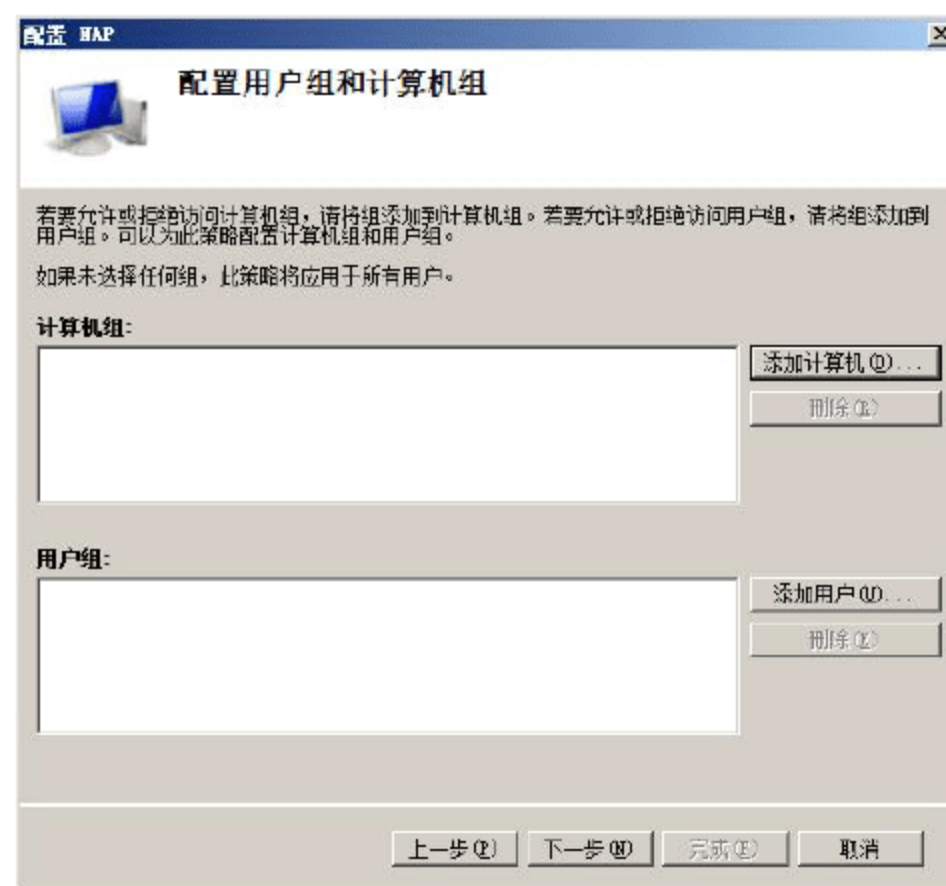 配置 NAP
配置用户组和计算机组
若要允许或拒绝访问计算机组，请将组添加到计算机组。若要允许或拒绝访问用户组，请将组添加到
用户组。可以为此策略配置计算机组和用户组。
如果未选择任何组，此策略将应用于所有用户。
计算机组:
添加计算机(D)...
删除(R)
用户组:
添加用户(U)...
删除(E)
上一步(P) 下一步(N) 完成(F) 取消